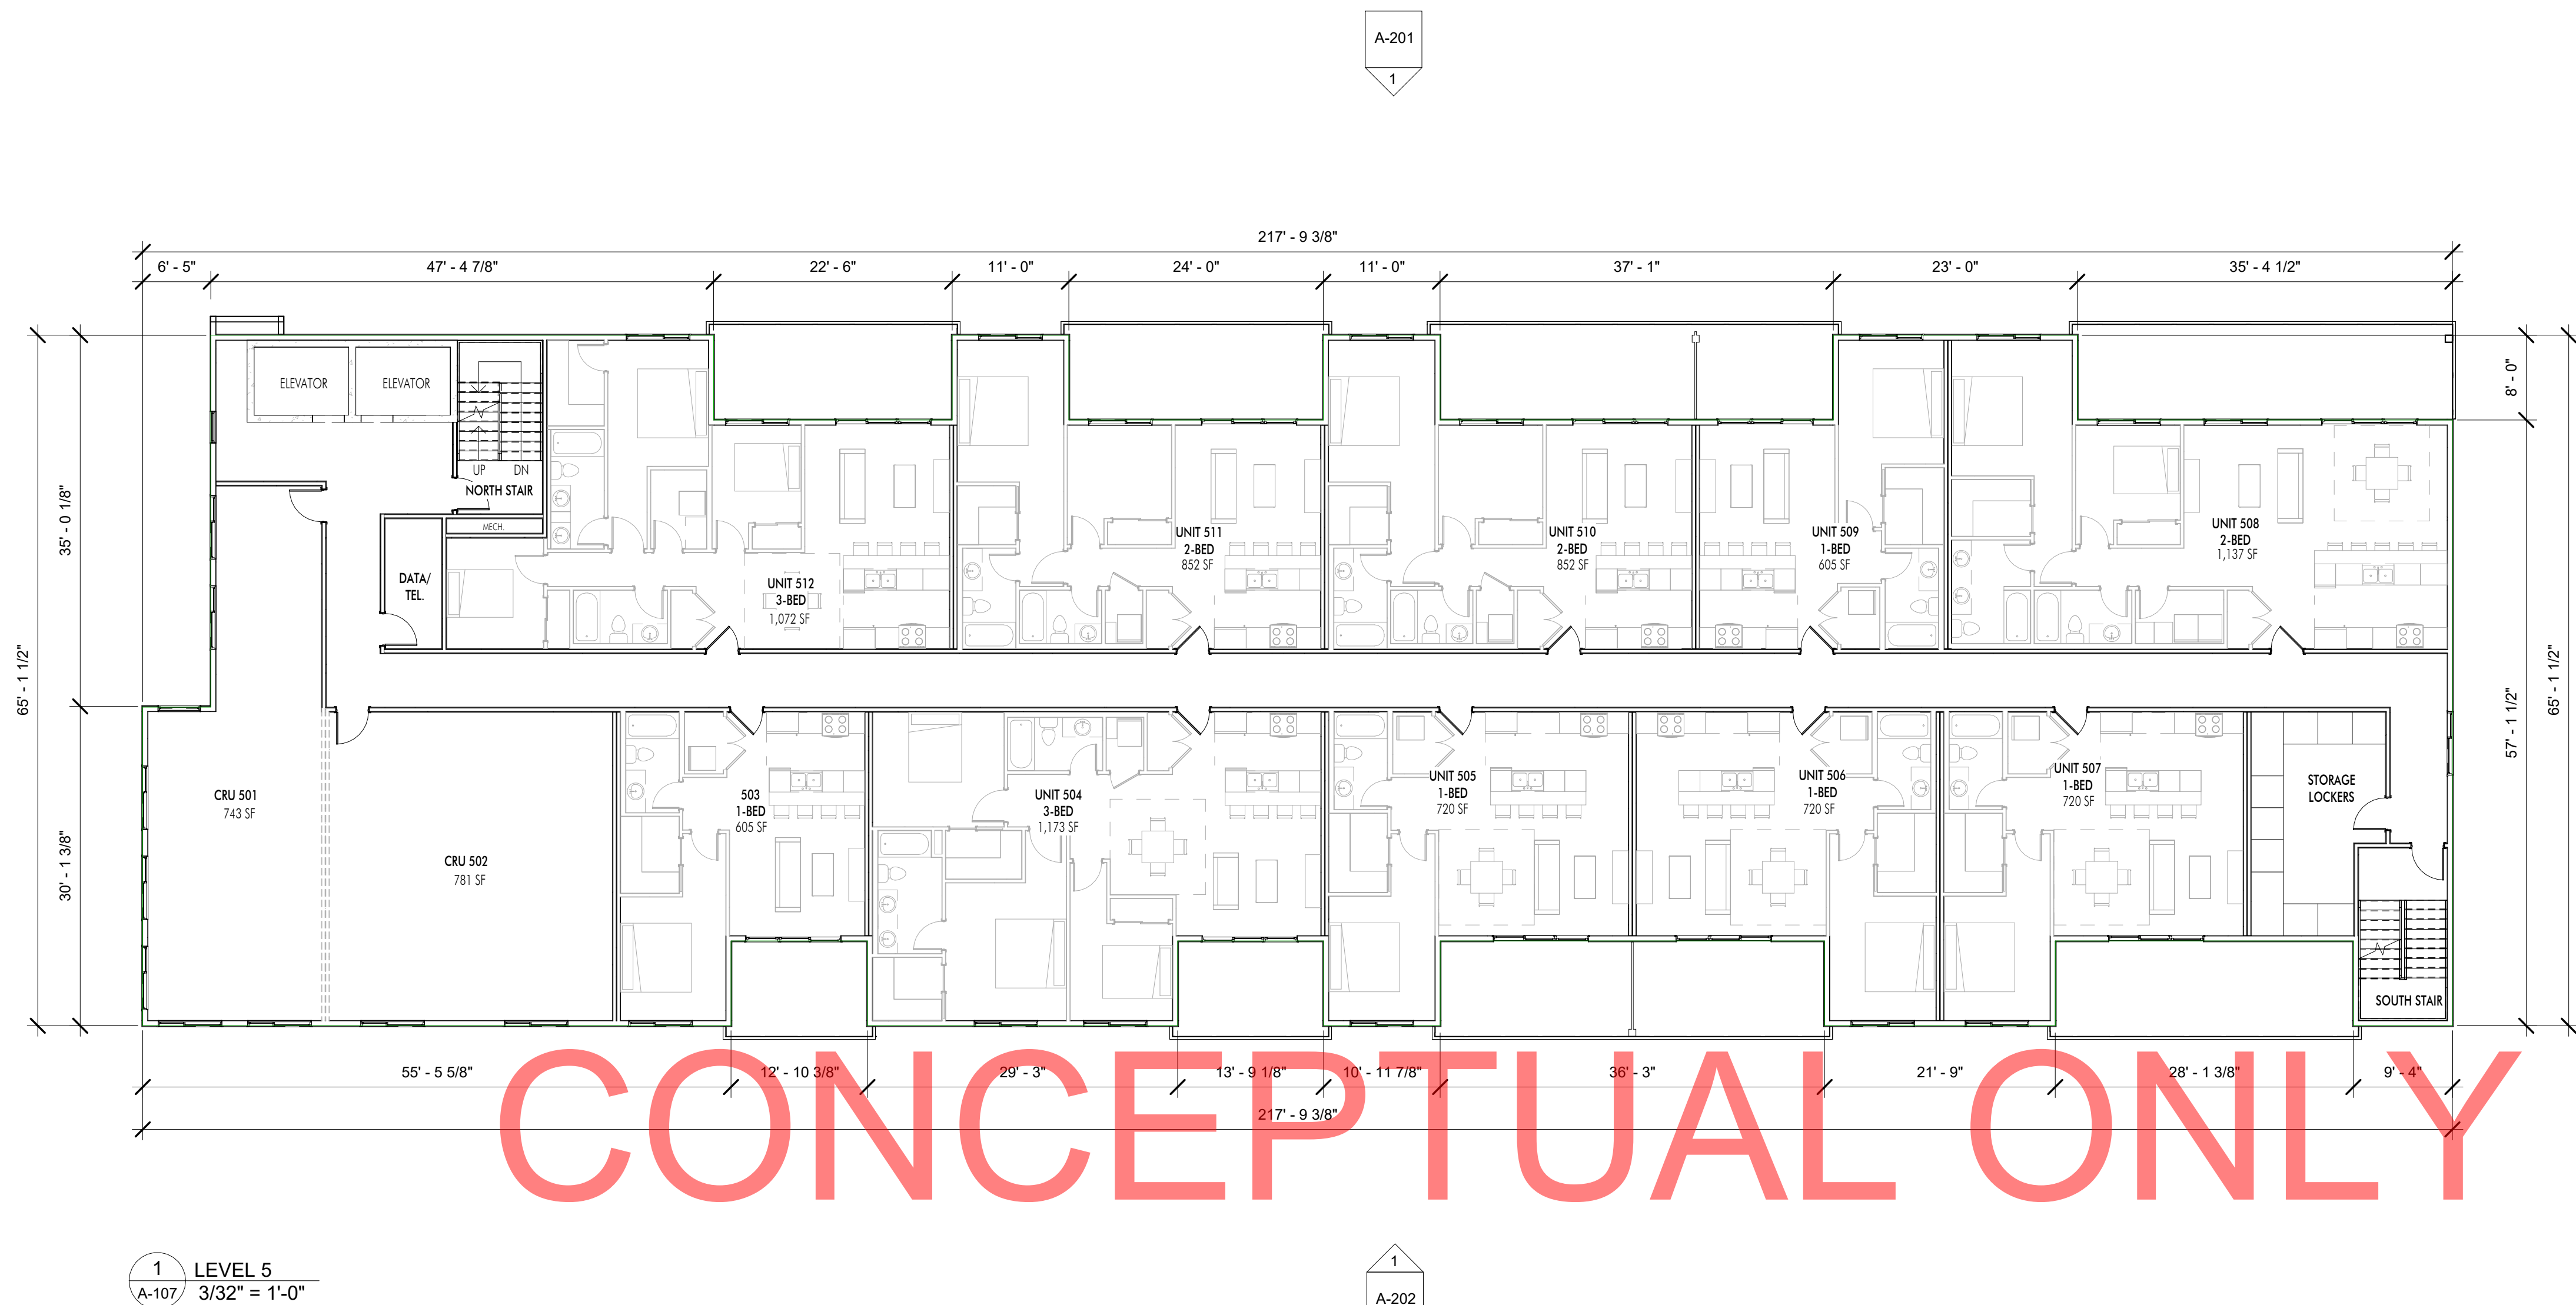 A-201
1
217' - 9 3/8"
6' - 5"
47' - 4 7/8"
22' - 6"
11' - 0"
24' - 0"
11' - 0"
37' - 1"
23' - 0"
35' - 4 1/2"
65' - 1 1/2"
35' - 0 1/8"
30' - 1 3/8"
8' - 0"
57' - 1 1/2"
65' - 1 1/2"
ELEVATOR
ELEVATOR
UP
DN
NORTH STAIR
MECH.
DATA/
TEL.
UNIT 512
3-BED
1,072 SF
UNIT 511
2-BED
852 SF
UNIT 510
2-BED
852 SF
UNIT 509
1-BED
605 SF
UNIT 508
2-BED
1,137 SF
CRU 501
743 SF
CRU 502
781 SF
503
1-BED
605 SF
UNIT 504
3-BED
1,173 SF
UNIT 505
1-BED
720 SF
UNIT 506
1-BED
720 SF
UNIT 507
1-BED
720 SF
STORAGE
LOCKERS
SOUTH STAIR
55' - 5 5/8"
12' - 10 3/8"
29' - 3"
13' - 9 1/8"
10' - 11 7/8"
36' - 3"
21' - 9"
28' - 1 3/8"
9' - 4"
217' - 9 3/8"
CONCEPTUAL ONLY
1
A-107
LEVEL 5
3/32" = 1'-0"
1
A-202